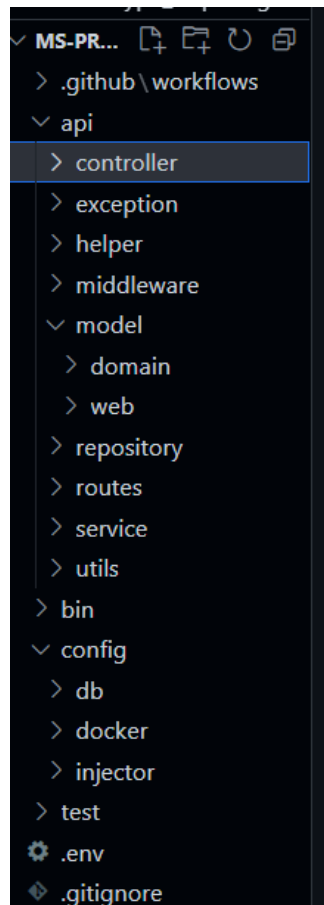 MS-PR...
.github\workflows
api
controller
exception
helper
middleware
model
domain
web
repository
routes
service
utils
bin
config
db
docker
injector
test
.env
.gitignore